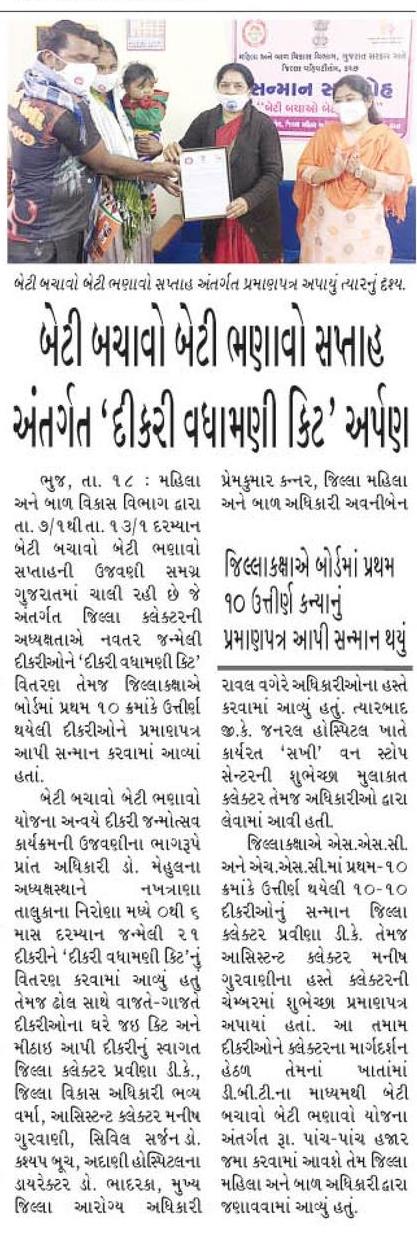 મહિલા અને બાળ વિકાસ વિભાગ, ગુજરાત સરકાર અને
સન્માન
બેટી બચાવો બેટી ભણાવો સપ્તાહ અંતર્ગત પ્રમાણપત્ર અપાયું ત્યારનું દૃશ્ય.
બેટી બચાવો બેટી ભણાવો સપ્તાહ
અંતર્ગત ‘દીકરી વધામણી કિટ’ અર્પણ
ભુજ, તા. ૧૮ : મહિલા
અને બાળ વિકાસ વિભાગ દ્વારા
તા. ૭/૧થી તા. ૧૩/૧ દરમ્યાન
બેટી બચાવો બેટી ભણાવો
સપ્તાહની ઉજવણી સમગ્ર
ગુજરાતમાં ચાલી રહી છે જે
અંતર્ગત જિલ્લા કલેક્ટરની
અધ્યક્ષતાએ નવતર જન્મેલી
દીકરીઓને ‘દીકરી વધામણી કિટ’
વિતરણ તેમજ જિલ્લાકક્ષાએ
બોર્ડમાં પ્રથમ ૧૦ ક્રમાંકે ઉત્તીર્ણ
થયેલી દીકરીઓને પ્રમાણપત્ર
આપી સન્માન કરવામાં આવ્યાં
હતાં.
બેટી બચાવો બેટી ભણાવો
યોજના અન્વયે દીકરી જન્મોત્સવ
કાર્યક્રમની ઉજવણીના ભાગરૂપે
પ્રાંત અધિકારી ડો. મેહુલના
અધ્યક્ષસ્થાને નખત્રાણા
તાલુકાના નિરોણા મધ્યે ૦થી ૬
માસ દરમ્યાન જન્મેલી ૨૧
દીકરીને ‘દીકરી વધામણી કિટ’નું
વિતરણ કરવામાં આવ્યું હતું
તેમજ ઢોલ સાથે વાજતે-ગાજતે
દીકરીઓના ઘરે જઇ કિટ અને
મીઠાઇ આપી દીકરીનું સ્વાગત
જિલ્લા કલેક્ટર પ્રવીણા ડી.કે.,
જિલ્લા વિકાસ અધિકારી ભવ્ય
વર્મા, આસિસ્ટન્ટ કલેક્ટર મનીષ
ગુરવાણી, સિવિલ સર્જન ડો.
કશ્યપ બૂચ, અદાણી હોસ્પિટલના
ડાયરેક્ટર ડો. ભાદરકા, મુખ્ય
જિલ્લા આરોગ્ય અધિકારી
પ્રેમકુમાર કન્નર, જિલ્લા મહિલા
અને બાળ અધિકારી અવનીબેન
જિલ્લાકક્ષાએ બોર્ડમાં પ્રથમ
૧૦ ઉત્તીર્ણ કન્યાનું
પ્રમાણપત્ર આપી સન્માન થયું
રાવલ વગેરે અધિકારીઓના હસ્તે
કરવામાં આવ્યું હતું. ત્યારબાદ
જી.કે. જનરલ હોસ્પિટલ ખાતે
કાર્યરત ‘સખી’ વન સ્ટોપ
સેન્ટરની શુભેચ્છા મુલાકાત
કલેક્ટર તેમજ અધિકારીઓ દ્વારા
લેવામાં આવી હતી.
જિલ્લાકક્ષાએ એસ.એસ.સી.
અને એચ.એસ.સી.માં પ્રથમ-૧૦
ક્રમાંકે ઉત્તીર્ણ થયેલી ૧૦-૧૦
દીકરીઓનું સન્માન જિલ્લા
કલેક્ટર પ્રવીણા ડી.કે. તેમજ
આસિસ્ટન્ટ કલેક્ટર મનીષ
ગુરવાણીના હસ્તે કલેક્ટરની
ચેમ્બરમાં શુભેચ્છા પ્રમાણપત્ર
અપાયાં હતાં. આ તમામ
દીકરીઓને કલેક્ટરના માર્ગદર્શન
હેઠળ તેમનાં ખાતાંમાં
ડી.બી.ટી.ના માધ્યમથી બેટી
બચાવો બેટી ભણાવો યોજના
અંતર્ગત રૂા. પાંચ-પાંચ હજાર
જમા કરવામાં આવશે તેમ જિલ્લા
મહિલા અને બાળ અધિકારી દ્વારા
જણાવવામાં આવ્યું હતું.